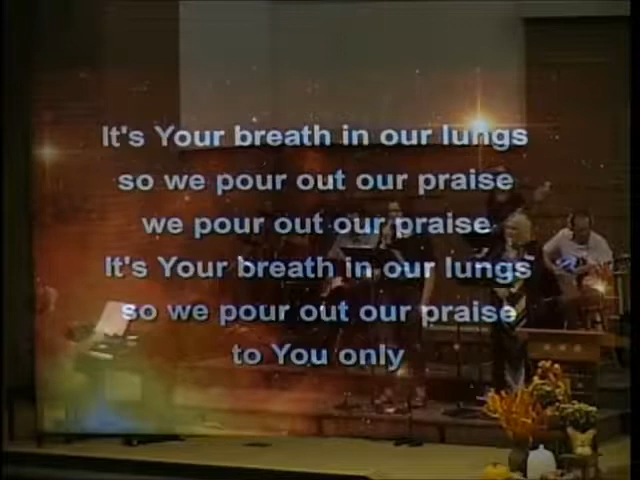 It's Your breath in our lungs
so we pour out our praise
we pour out our praise
It's Your breath in our lungs
so we pour out our praise
to You only